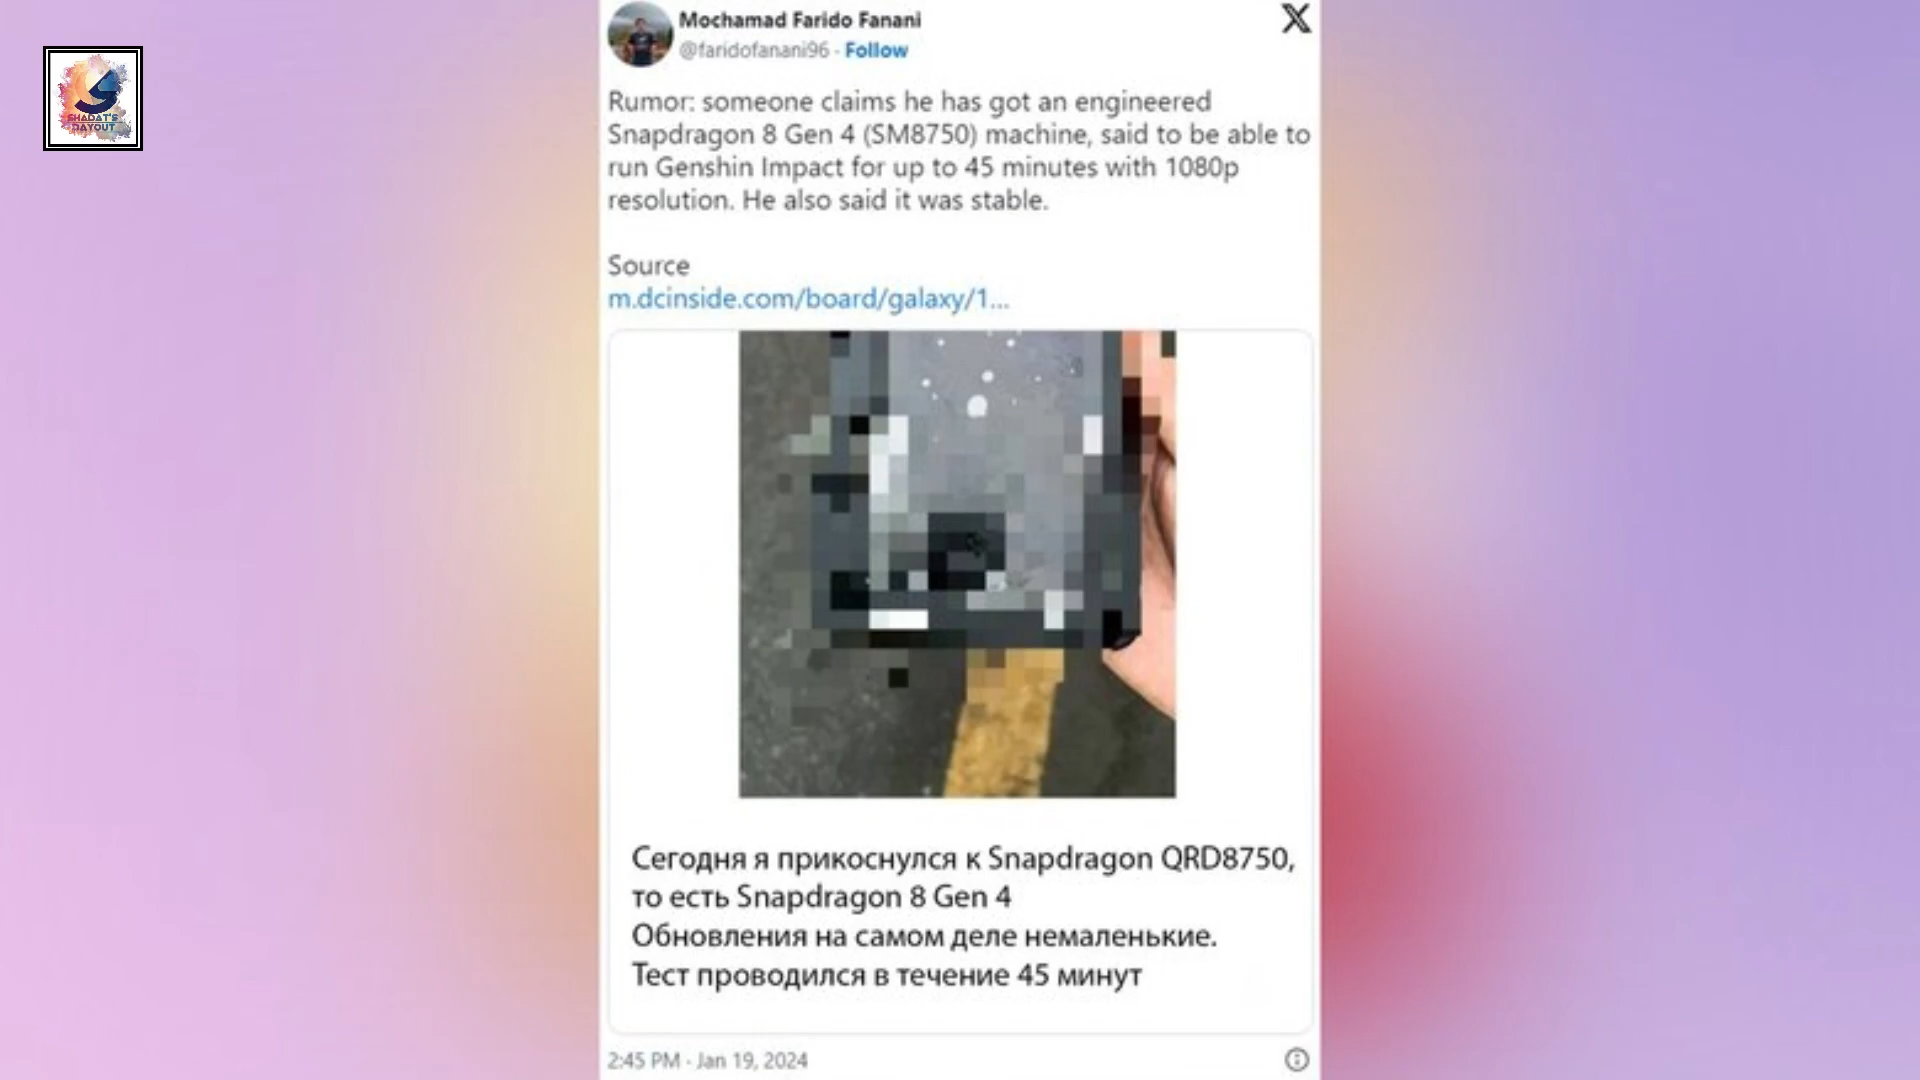 SHADAT'S
DAYOUT
Mochamad Farido Fanani
@faridofanani96 · Follow
Rumor: someone claims he has got an engineered
Snapdragon 8 Gen 4 (SM8750) machine, said to be able to
run Genshin Impact for up to 45 minutes with 1080p
resolution. He also said it was stable.
Source
m.dcinside.com/board/galaxy/1...
Сегодня я прикоснулся к Snapdragon QRD8750,
то есть Snapdragon 8 Gen 4
Обновления на самом деле немаленькие.
Тест проводился в течение 45 минут
2:45 PM · Jan 19, 2024